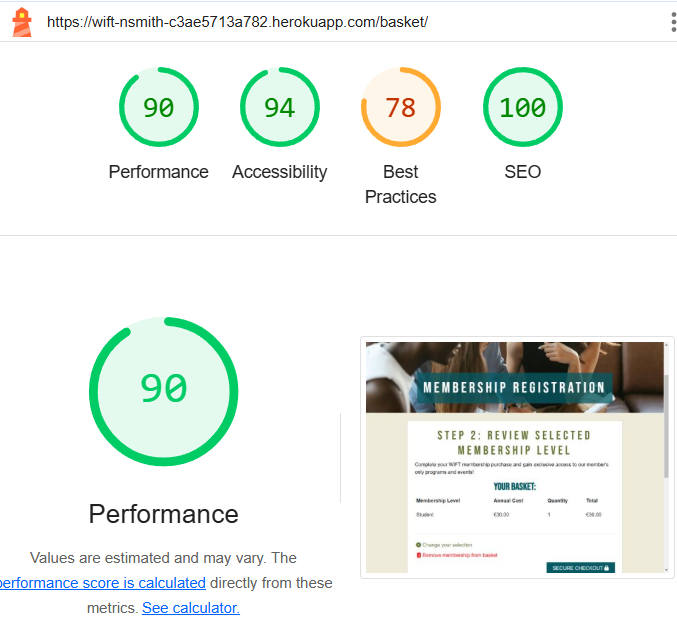 https://wift-nsmith-c3ae5713a782.herokuapp.com/basket/
90 94 78 100
Performance Accessibility Best Practices SEO
90
Performance
Values are estimated and may vary. The
performance score is calculated directly from these
metrics. See calculator.
MEMBERSHIP REGISTRATION
STEP 2: REVIEW SELECTED
MEMBERSHIP LEVEL
Complete your WIFT membership purchase and gain exclusive access to our member's
only programs and events!
YOUR BASKET:
Membership Level Annual Cost Quantity Total
Student €30.00 1 €30.00
Change your selection
Remove membership from basket
SECURE CHECKOUT